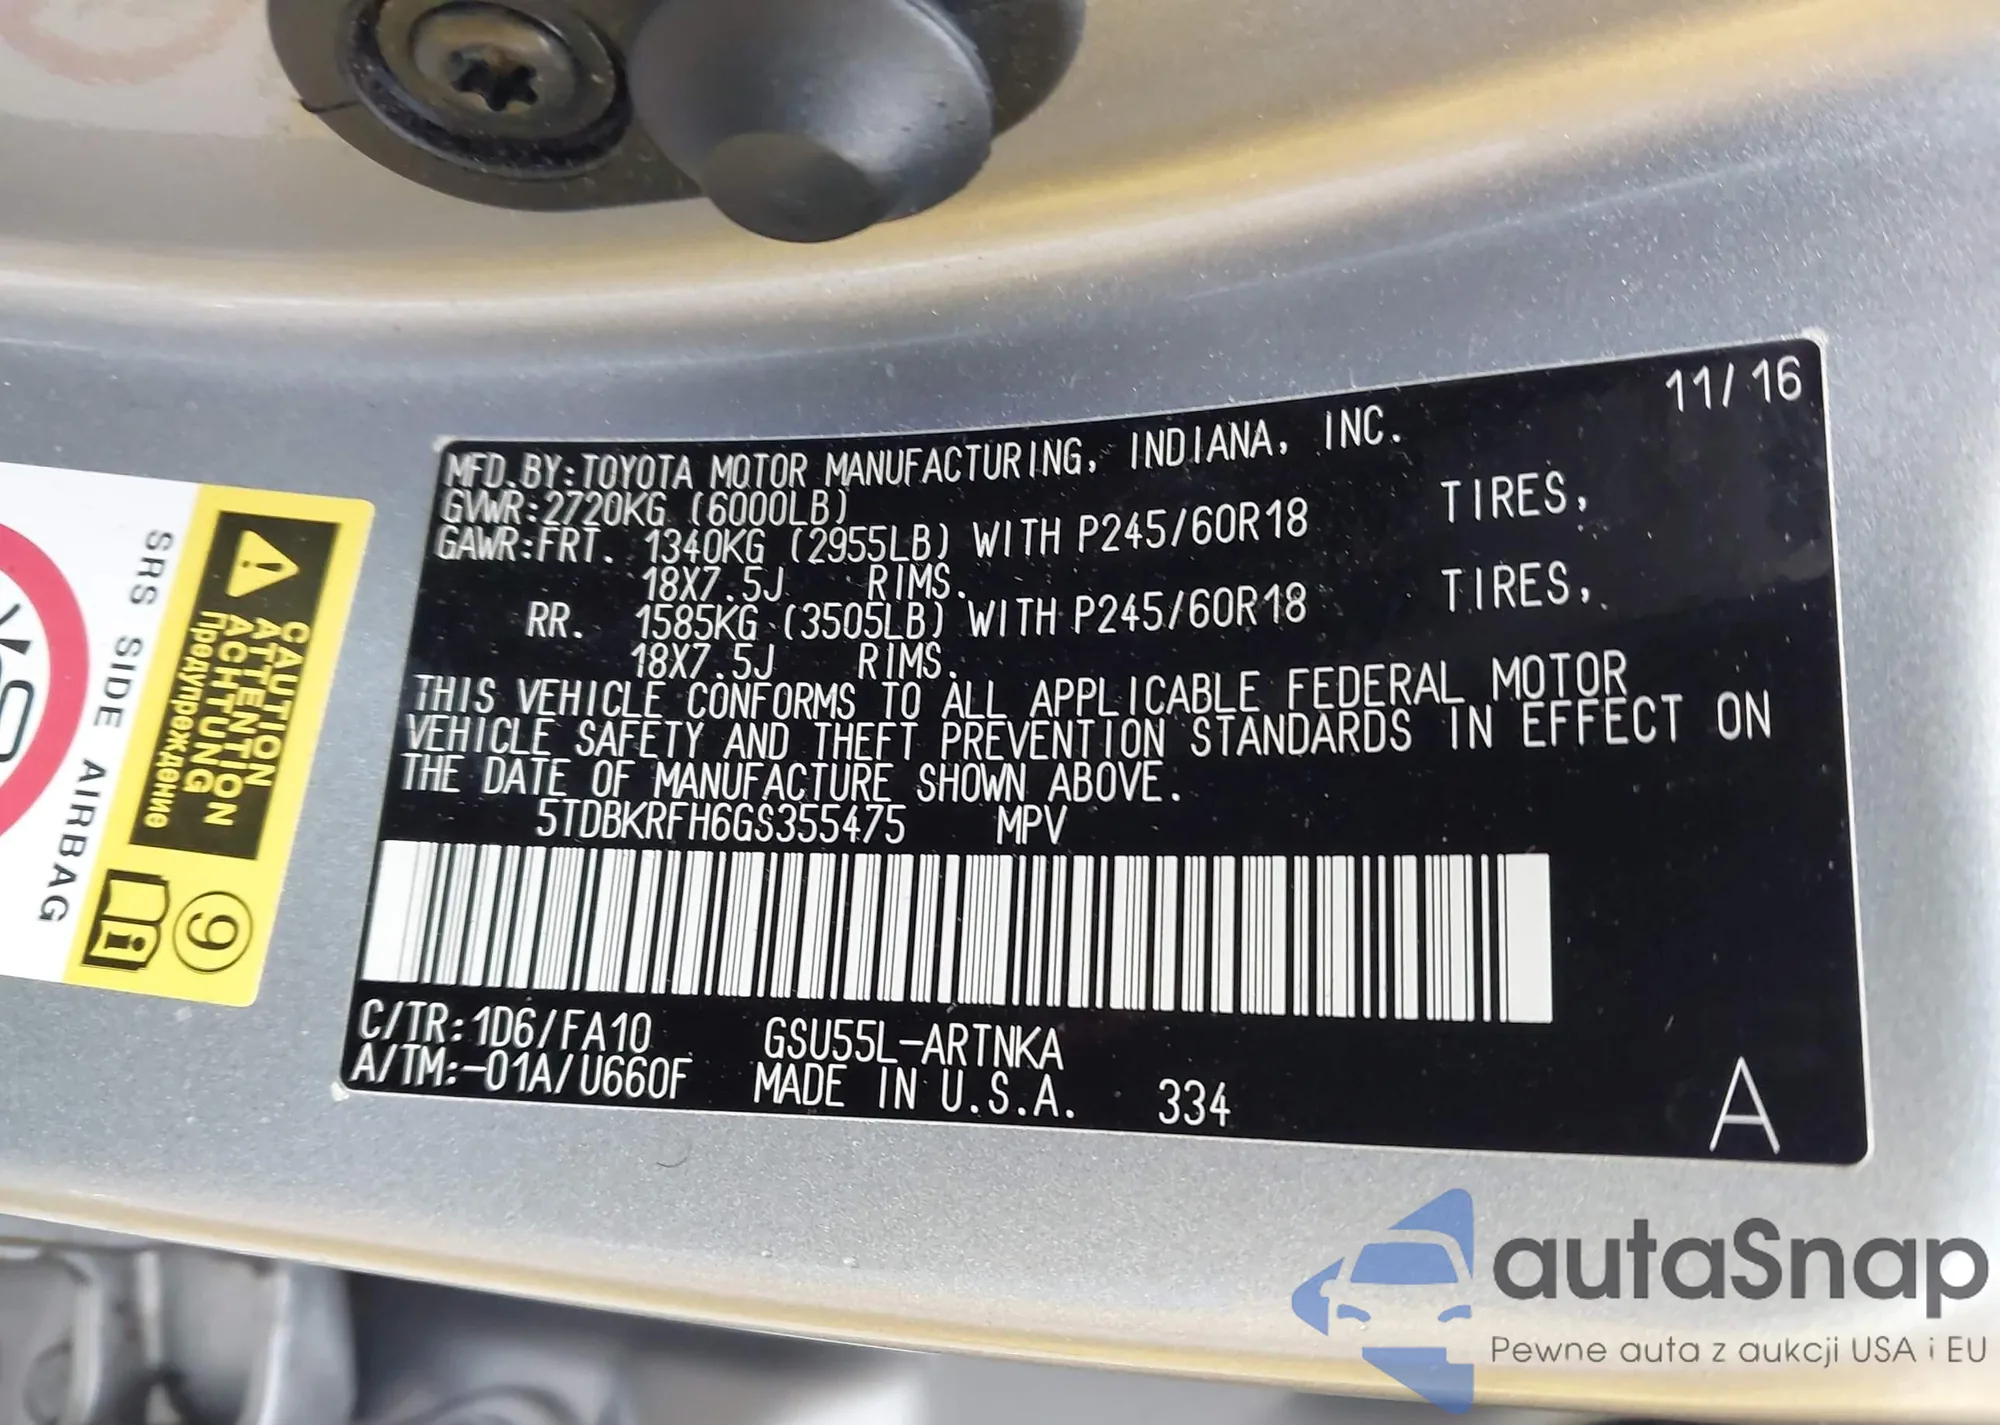 11/16
MFD.BY:TOYOTA MOTOR MANUFACTURING, INDIANA, INC.
GVWR:2720KG (6000LB)
GAWR:FRT. 1340KG (2955LB) WITH P245/60R18 TIRES,
18X7.5J RIMS.
RR. 1585KG (3505LB) WITH P245/60R18 TIRES,
18X7.5J RIMS.
THIS VEHICLE CONFORMS TO ALL APPLICABLE FEDERAL MOTOR
VEHICLE SAFETY AND THEFT PREVENTION STANDARDS IN EFFECT ON
THE DATE OF MANUFACTURE SHOWN ABOVE.
5TDBKRFH6GS355475 MPV
C/TR:1D6/FA10 GSU55L-ARTNKA
A/TM:-01A/U660F MADE IN U.S.A. 334
A
CAUTION
ATTENTION
ACHTUNG
Предупреждение
SRS SIDE AIRBAG
9
autaSnap
Pewne auta z aukcji USA i EU